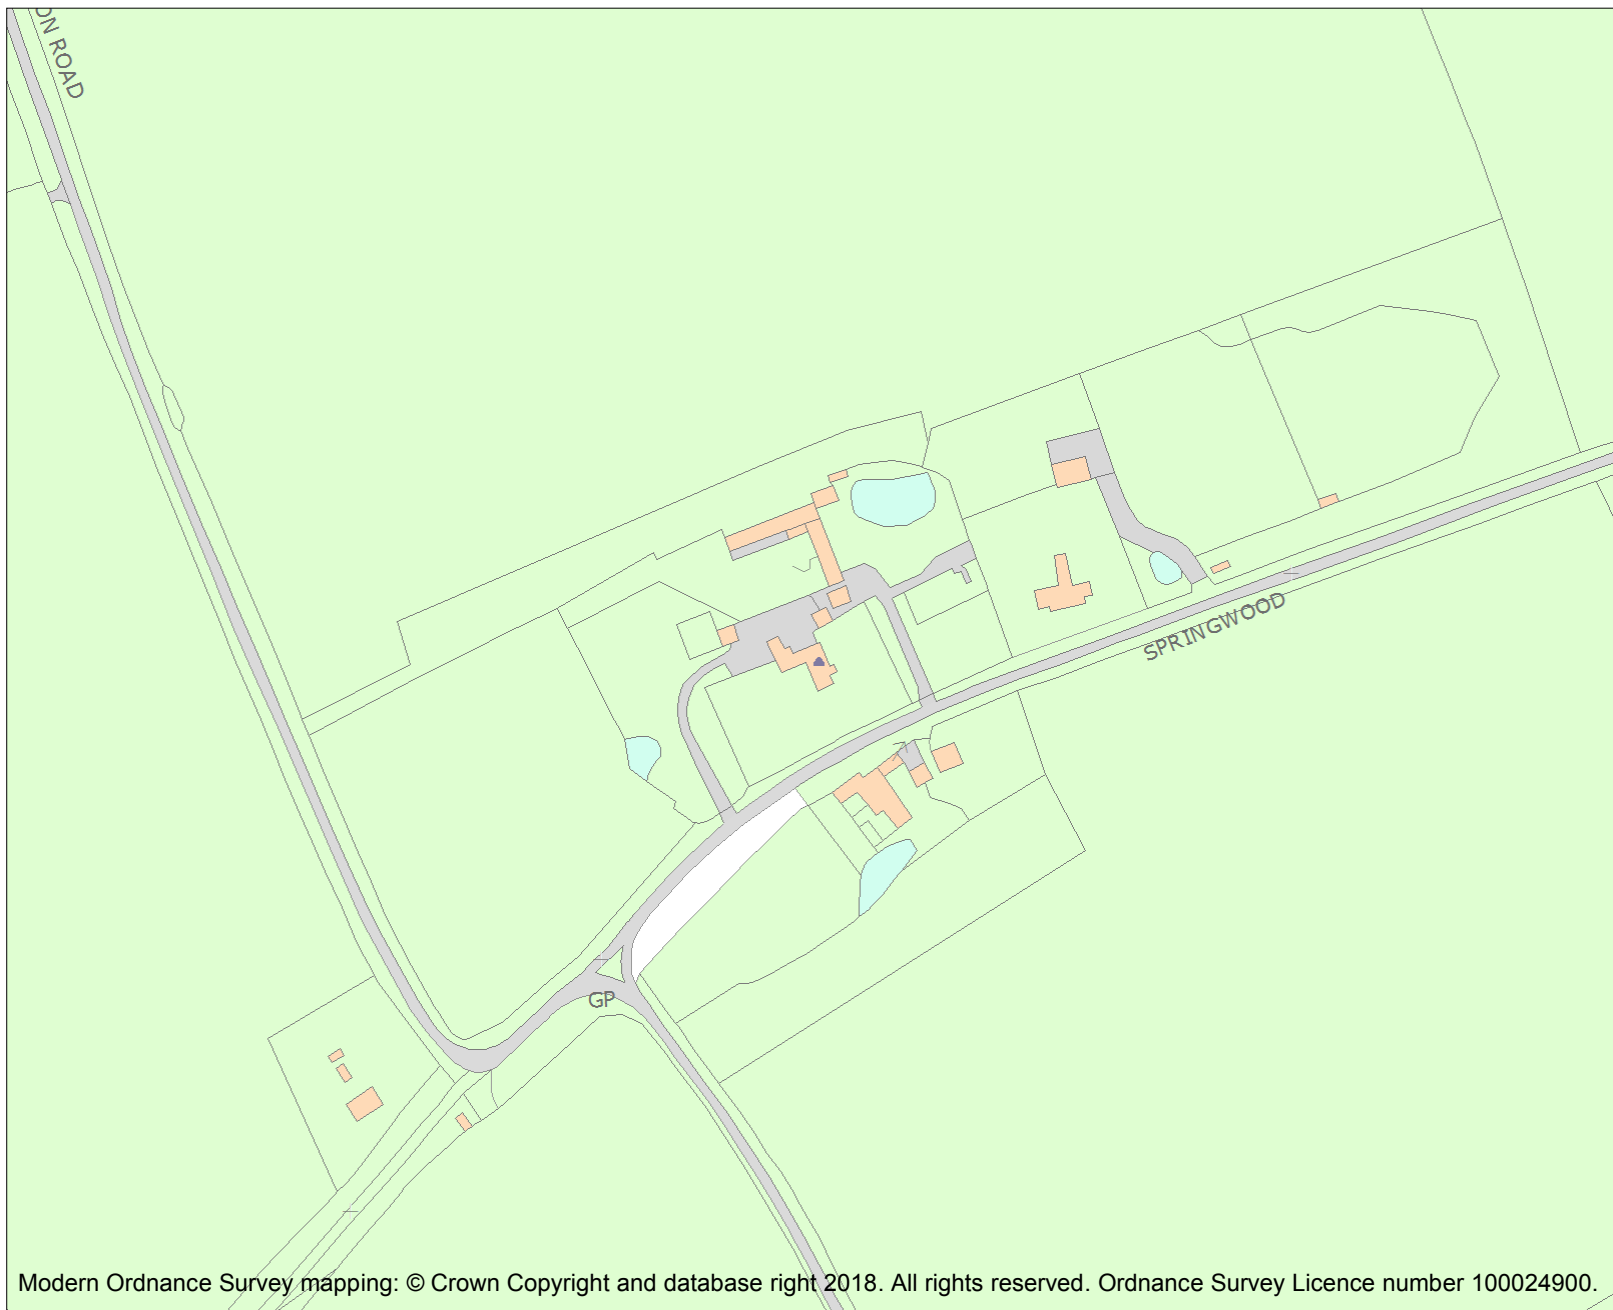 ON ROAD
SPRINGWOOD
GP
Modern Ordnance Survey mapping: © Crown Copyright and database right 2018. All rights reserved. Ordnance Survey Licence number 100024900.